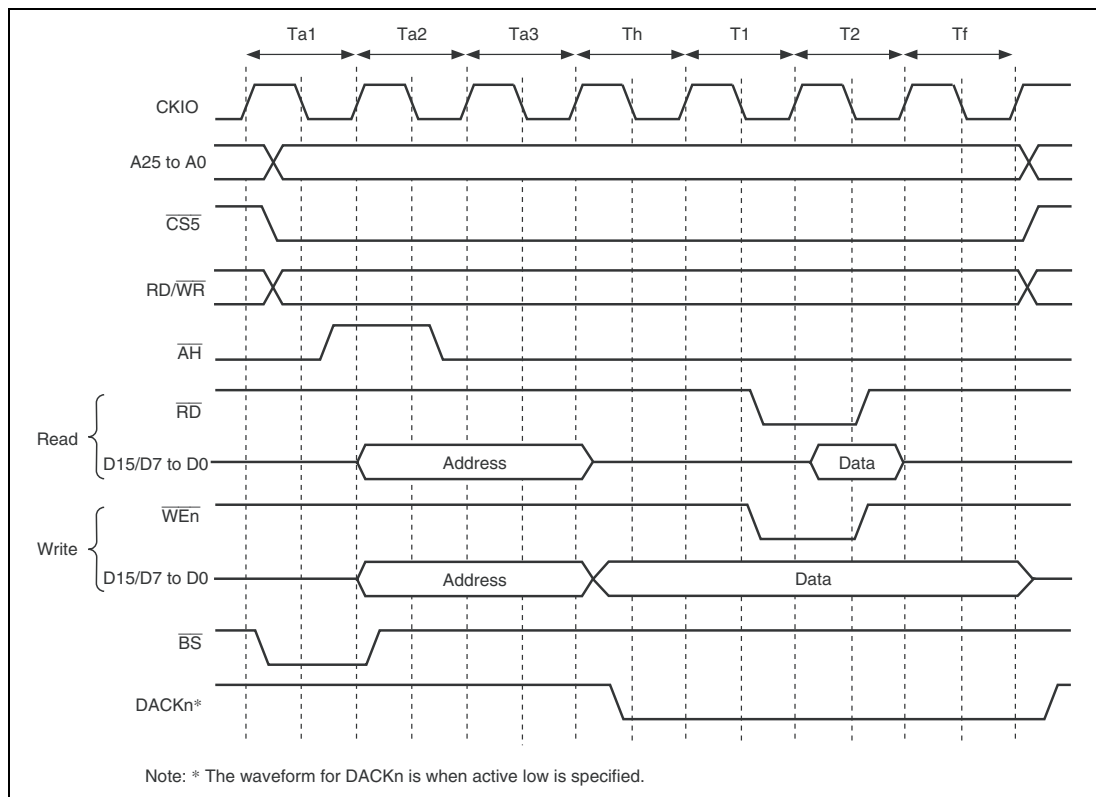 Ta1 Ta2 Ta3 Th T1 T2 Tf
CKIO
A25 to A0
CS5
RD/WR
AH
RD
Read
D15/D7 to D0 Address Data
WEn
Write
D15/D7 to D0 Address Data
BS
DACKn*
Note: * The waveform for DACKn is when active low is specified.